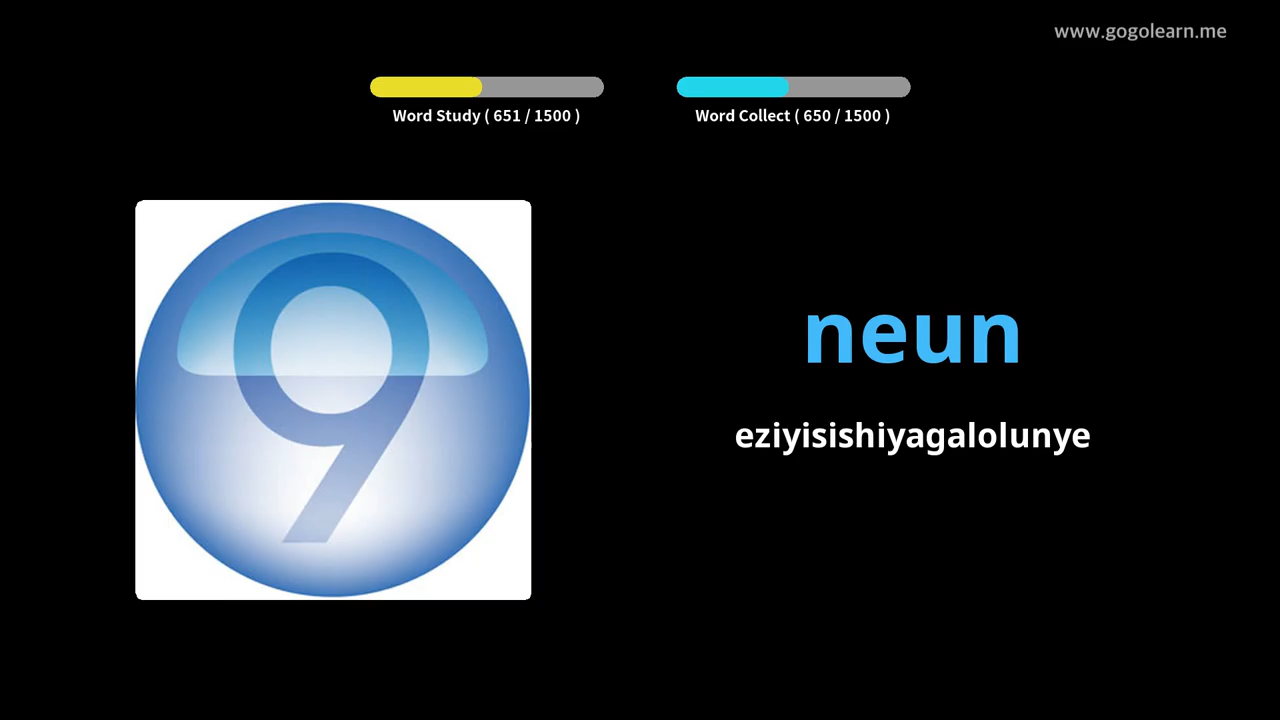 www.gogolearn.me
Word Study ( 651 / 1500 )
Word Collect ( 650 / 1500 )
9
neun
eziyisishiyagalolunye